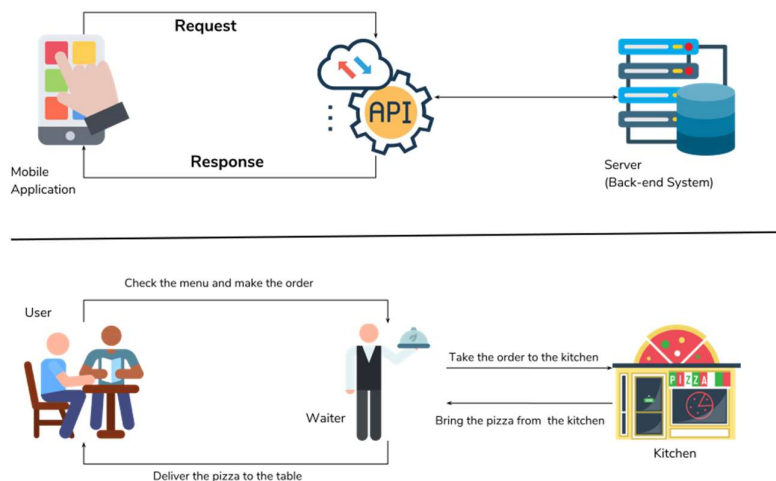 Request
API
Response
Mobile
Application
Server
(Back-end System)
Check the menu and make the order
User
Take the order to the kitchen
PIZZA
Waiter
Bring the pizza from the kitchen
Kitchen
Deliver the pizza to the table